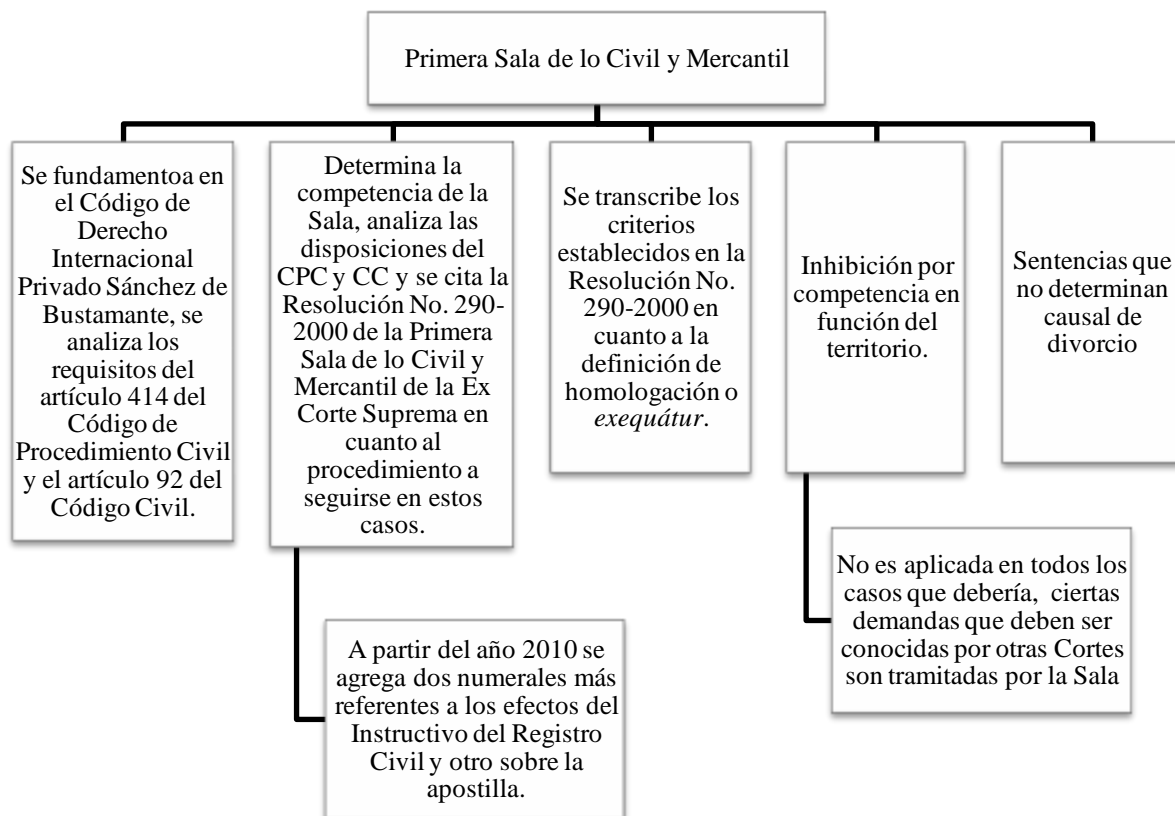 Primera Sala de lo Civil y Mercantil
Se fundamentoa en
el Código de
Derecho
Internacional
Privado Sánchez de
Bustamante, se
analiza los
requisitos del
artículo 414 del
Código de
Procedimiento Civil
y el artículo 92 del
Código Civil.
Determina la
competencia de la
Sala, analiza las
disposiciones del
CPC y CC y se cita la
Resolución No. 290-
2000 de la Primera
Sala de lo Civil y
Mercantil de la Ex
Corte Suprema en
cuanto al
procedimiento a
seguirse en estos
casos.
A partir del año 2010 se
agrega dos numerales más
referentes a los efectos del
Instructivo del Registro
Civil y otro sobre la
apostilla.
Se transcribe los
criterios
establecidos en la
Resolución No.
290-2000 en
cuanto a la
definición de
homologación o
exequátur.
Inhibición por
competencia en
función del
territorio.
No es aplicada en todos los
casos que debería, ciertas
demandas que deben ser
conocidas por otras Cortes
son tramitadas por la Sala
Sentencias que
no determinan
causal de
divorcio